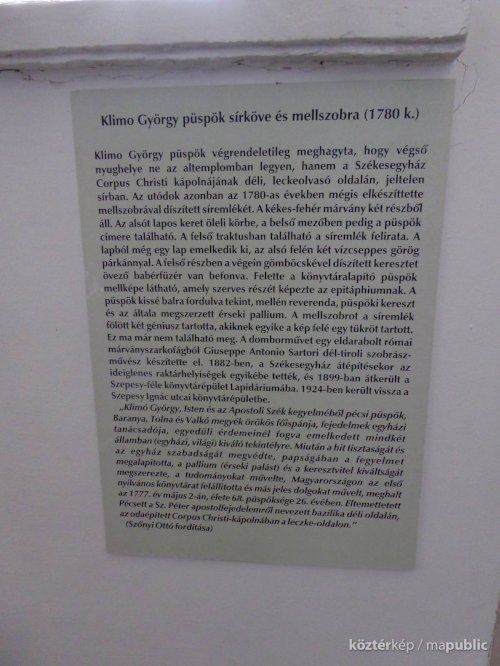 Klimo György püspök sírköve és mellszobra (1780 k.)
Klimo György püspök végrendeletileg meghagyta, hogy végső
nyughelye ne az altemplomban legyen, hanem a Székesegyház
Corpus Christi kápolnájának déli, leckeolvasó oldalán, jeltelen
sírban. Az utódok azonban az 1780-as években mégis elkészíttette
mellszobrával díszített síremlékét. A kékes-fehér márvány két részből
áll. Az alsót lapos keret öleli körbe, a belső mezőben pedig a püspök
címere található. A felső traktusban található a síremlék felirata. A
lapból még egy lap emelkedik ki, az alsó felén két vízcseppes görög
párkánnyal. A felső részben a végein gömböcskével díszített keresztet
övező babérfüzér van befonva. Felette a könyvtáralapító püspök
mellképe látható, amely szerves részét képezte az epitáphiumnak. A
püspök kissé balra fordulva tekint, mellén reverenda, püspöki kereszt
és az általa megszerzett érseki pallium. A mellszobrot a síremlék
fölött két géniusz tartotta, akiknek egyike a kép felé egy tükröt tartott.
Ez ma már nem található meg. A domborművet egy eldarabolt római
márványszarkofágból Giuseppe Antonio Sartori dél-tiroli szobrász-
művész készítette el. 1882-ben, a Székesegyház átépítésekor az
ideiglenes raktárhelyiségek egyikébe tették, és 1899-ban átkerült a
Szepesy-féle könyvtárépület Lapidáriumába. 1924-ben került vissza a
Szepesy Ignác utcai könyvtárépületbe.
„Klimó György, Isten és az Apostoli Szék kegyelméből pécsi püspök,
Baranya, Tolna és Valkó megyék örökös főispánja, fejedelmek egyházi
tanácsadója, egyedüli érdemeinél fogva emelkedett mindkét
államban (egyházi, világi) kiváló tekintélyre. Miután a hit tisztaságát és
az egyház szabadságát megvédte, papságában a fegyelmet
megalapította, a pallium (érseki palást) és a keresztvitel kiváltságát
megszerezte, a tudományokat művelte, Magyarországon az első
nyilvános könyvtárat felállította és más jeles dolgokat művelt, meghalt
az 1777. év május 2-án, élete 68. püspöksége 26. évében. Eltemettetett
Pécsett a Sz. Péter apostolfejedelemről nevezett bazilika déli oldalán,
az odaépített Corpus Christi-kápolnában a leczke-oldalon."
(Szőnyi Ottó fordítása)
köztérkép / mapublic